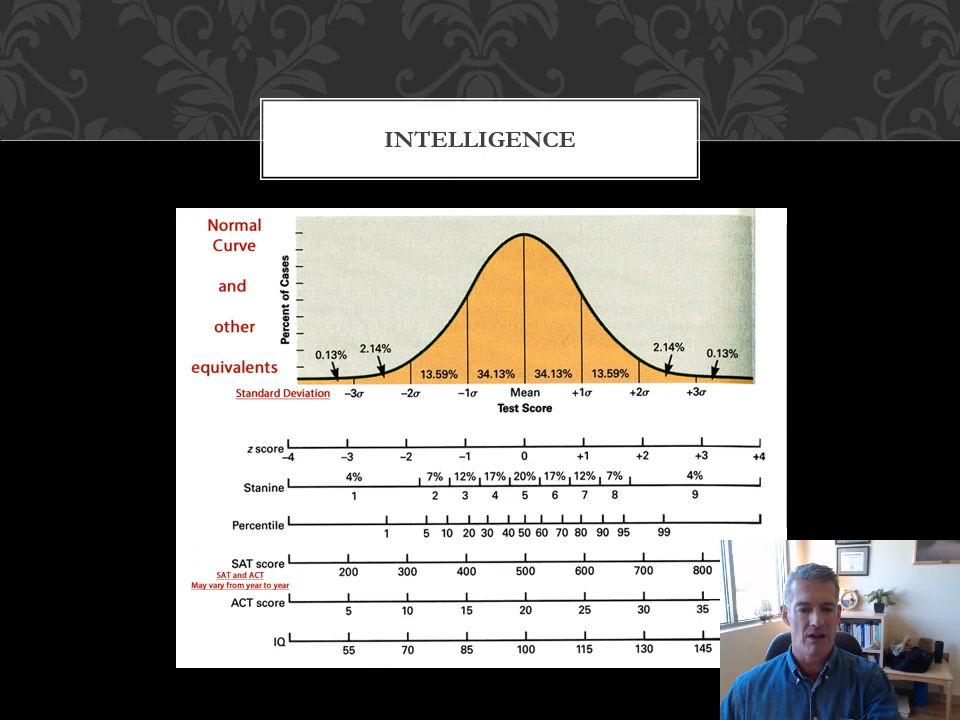 INTELLIGENCE
Normal
Curve
and
other
equivalents
Percent of Cases
0.13%
2.14%
13.59%
34.13%
34.13%
13.59%
2.14%
0.13%
Standard Deviation
−3σ −2σ −1σ Mean +1σ +2σ +3σ
Test Score
z score
−4 −3 −2 −1 0 +1 +2 +3 +4
4% 7% 12% 17% 20% 17% 12% 7% 4%
Stanine
1 2 3 4 5 6 7 8 9
Percentile
1 5 10 20 30 40 50 60 70 80 90 95 99
SAT score
200 300 400 500 600 700 800
SAT and ACT
May vary from year to year
ACT score
5 10 15 20 25 30 35
IQ
55 70 85 100 115 130 145